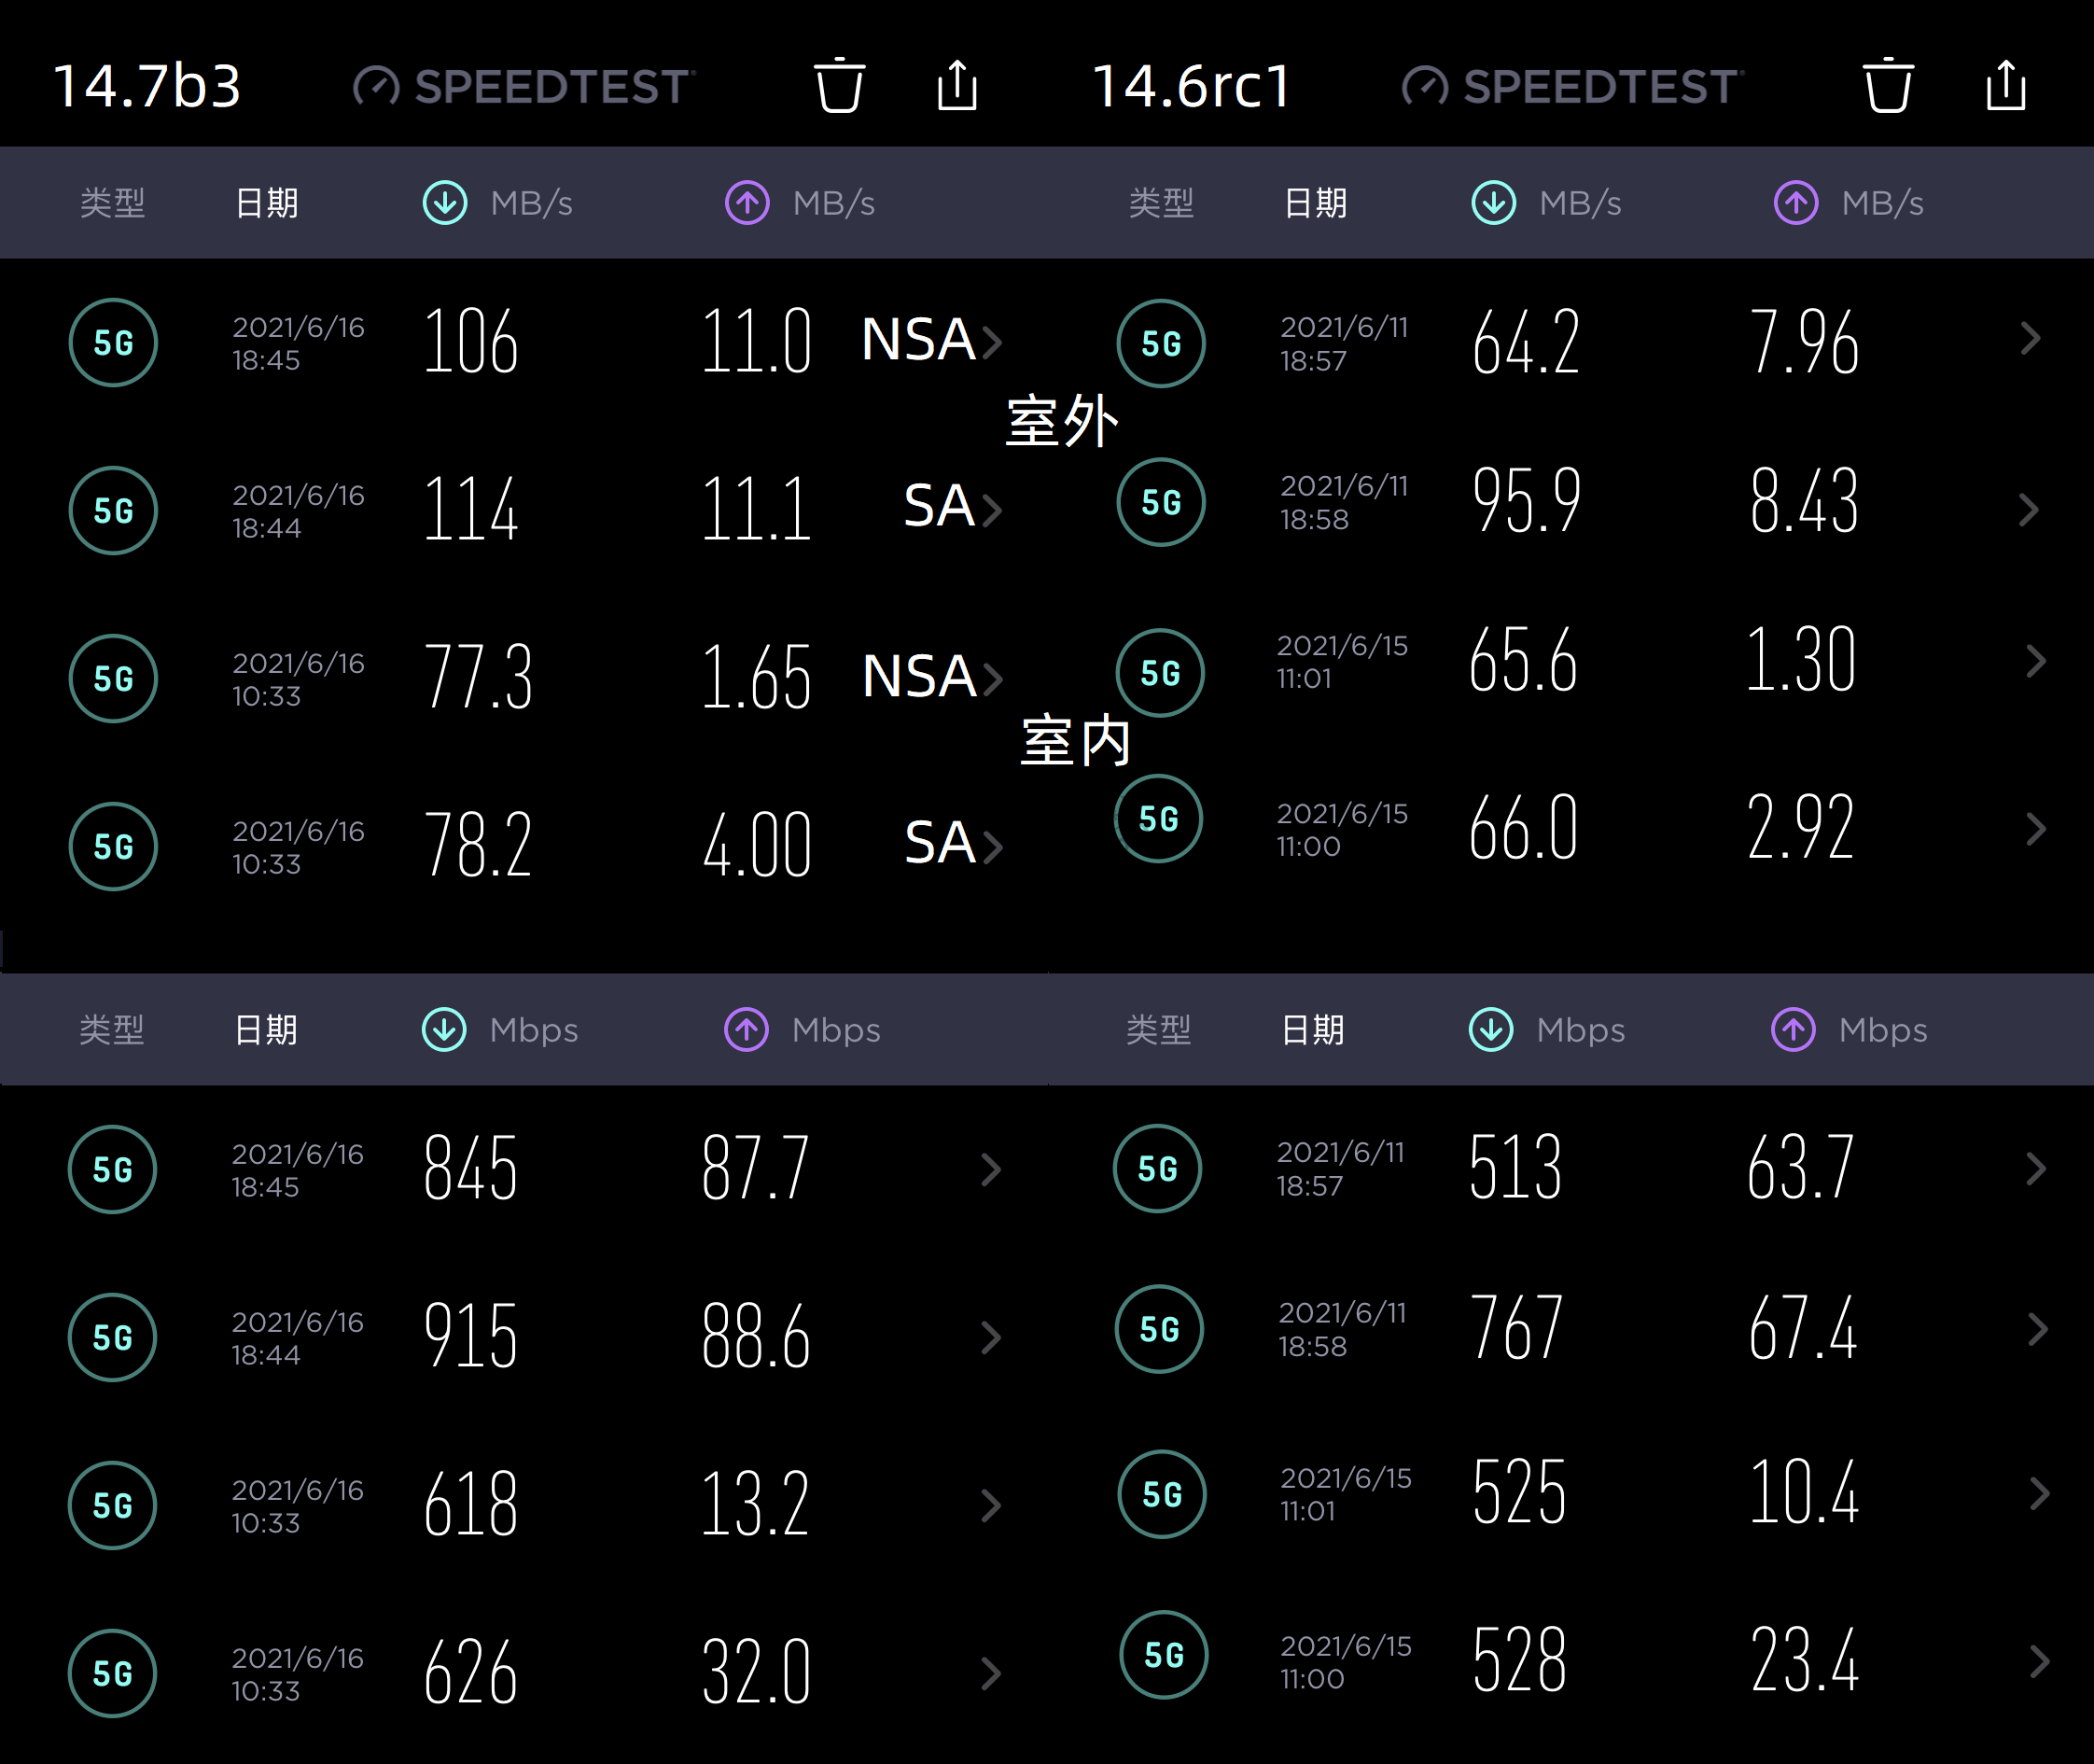 14.7b3 SPEEDTEST 14.6rc1 SPEEDTEST
类型 日期 MB/s MB/s 类型 日期 MB/s MB/s
5G 2021/6/16 18:45 106 11.0 NSA 5G 2021/6/11 18:57 64.2 7.96
室外
5G 2021/6/16 18:44 114 11.1 SA 5G 2021/6/11 18:58 95.9 8.43
5G 2021/6/16 10:33 77.3 1.65 NSA 5G 2021/6/15 11:01 65.6 1.30
室内
5G 2021/6/16 10:33 78.2 4.00 SA 5G 2021/6/15 11:00 66.0 2.92
类型 日期 Mbps Mbps 类型 日期 Mbps Mbps
5G 2021/6/16 18:45 845 87.7 5G 2021/6/11 18:57 513 63.7
5G 2021/6/16 18:44 915 88.6 5G 2021/6/11 18:58 767 67.4
5G 2021/6/16 10:33 618 13.2 5G 2021/6/15 11:01 525 10.4
5G 2021/6/16 10:33 626 32.0 5G 2021/6/15 11:00 528 23.4